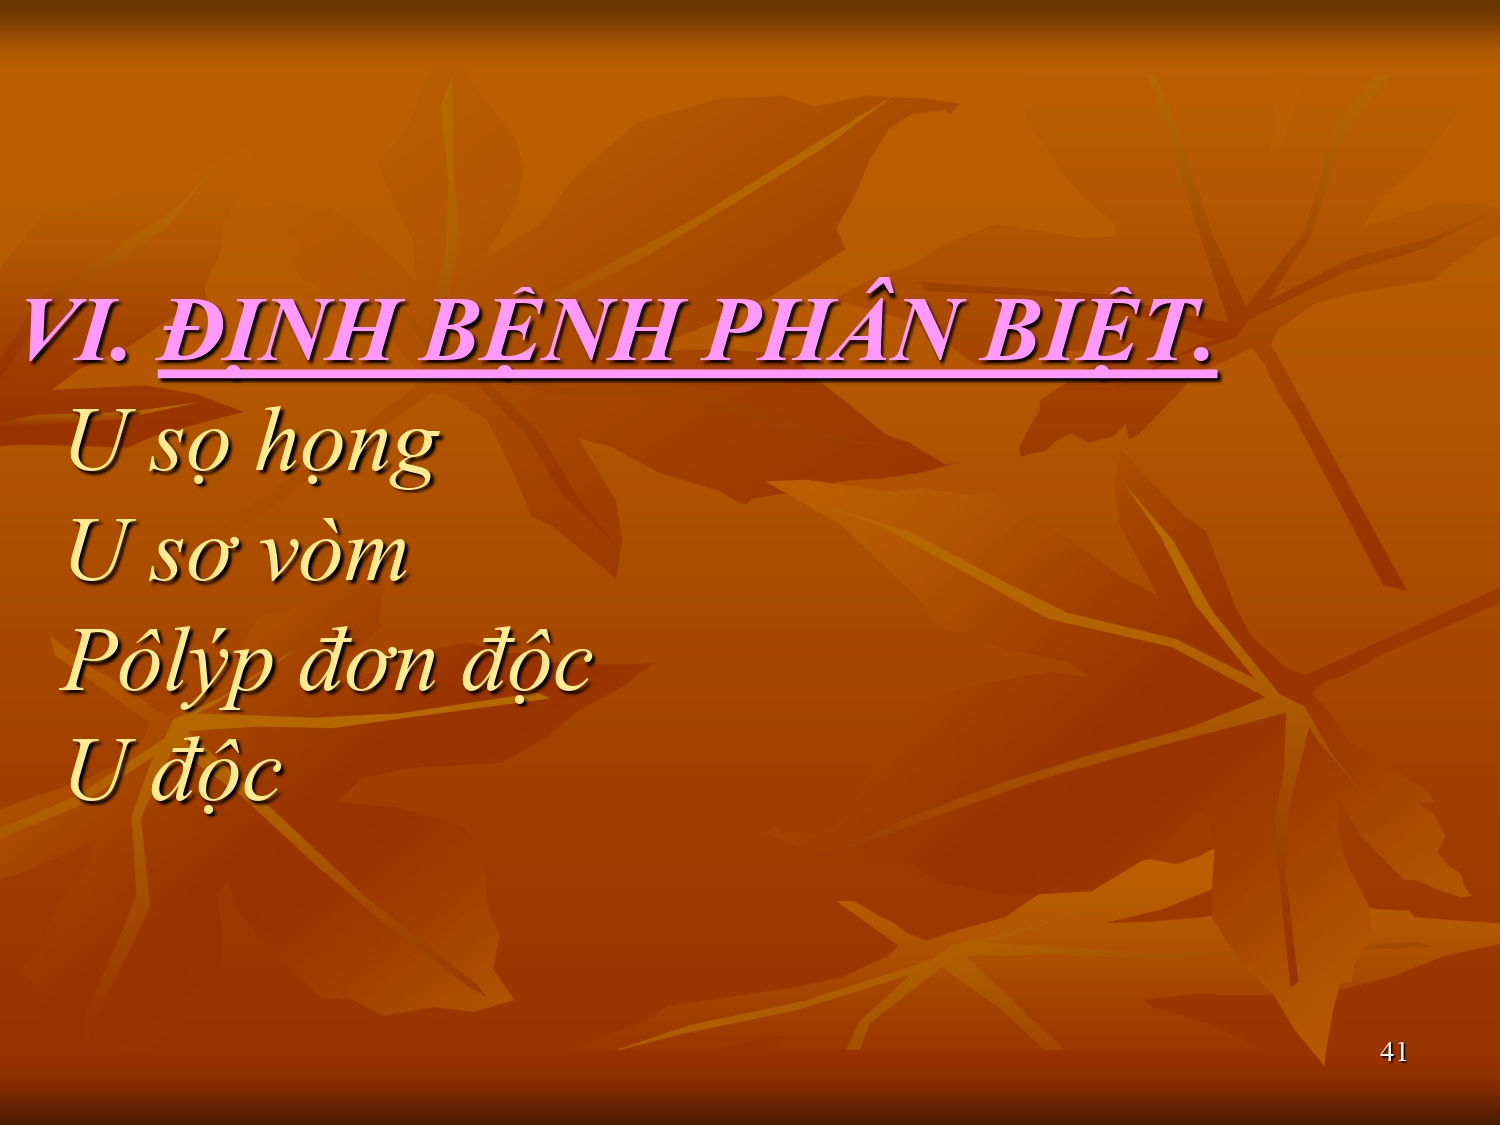 VI. ĐỊNH BỆNH PHÂN BIỆT.
U sọ họng
U sơ vòm
Pôlýp đơn độc
U độc
41